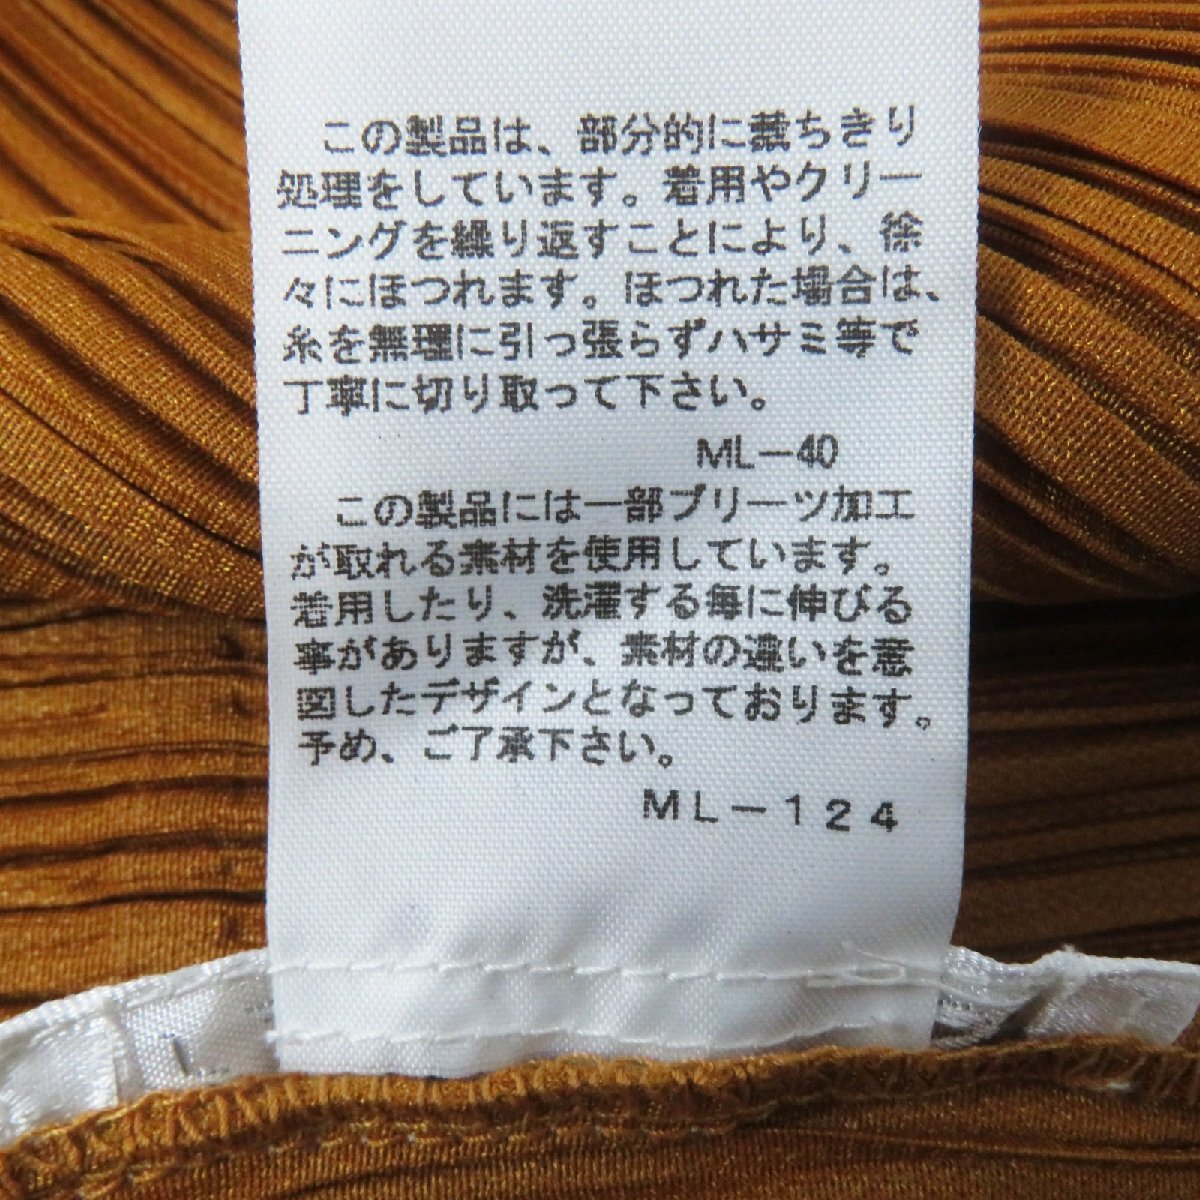 この製品は、部分的に裁ちきり
処理をしています。着用やクリー
ニングを繰り返すことにより、徐
々にほつれます。ほつれた場合は、
糸を無理に引っ張らずハサミ等で
丁寧に切り取って下さい。
ML－40
この製品には一部プリーツ加工
が取れる素材を使用しています。
着用したり、洗濯する毎に伸びる
事がありますが、素材の違いを意
図したデザインとなっております。
予め、ご了承下さい。
ML－124